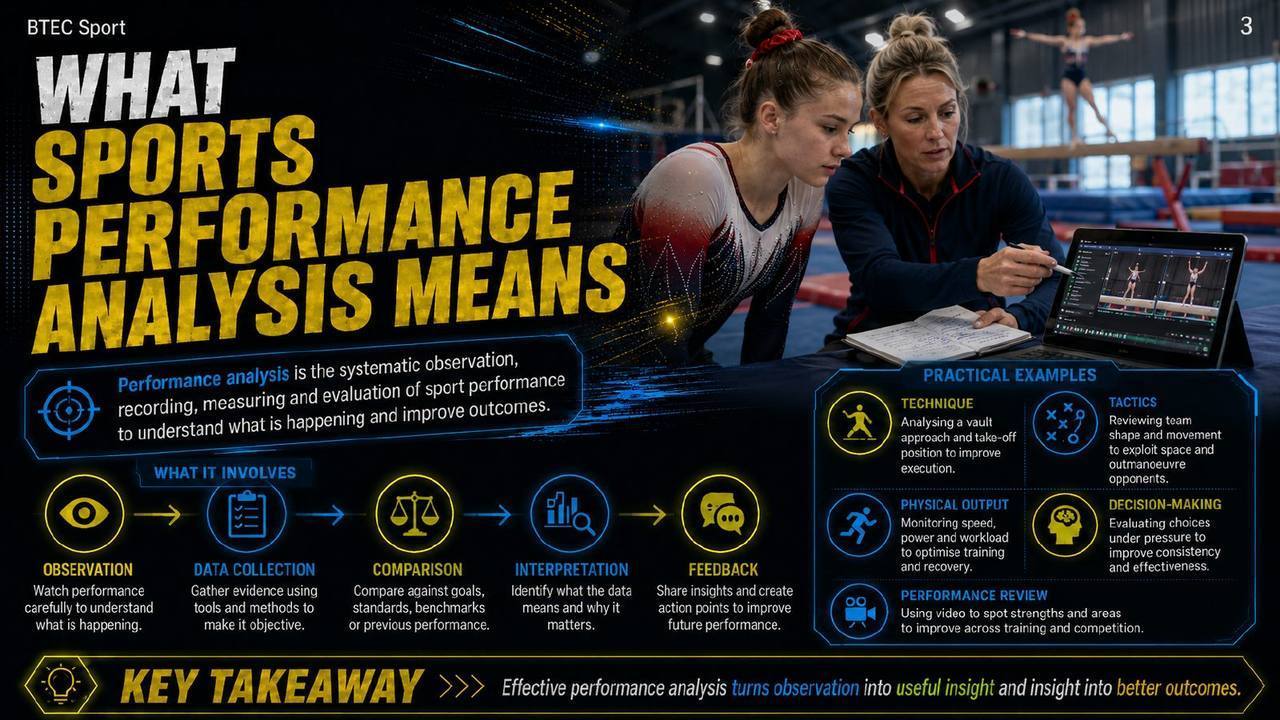 BTEC Sport
3
WHAT
SPORTS
PERFORMANCE
ANALYSIS MEANS
Performance analysis is the systematic observation,
recording, measuring and evaluation of sport performance
to understand what is happening and improve outcomes.
WHAT IT INVOLVES
OBSERVATION
Watch performance
carefully to understand
what is happening.
DATA COLLECTION
Gather evidence using
tools and methods to
make it objective.
COMPARISON
Compare against goals,
standards, benchmarks
or previous performance.
INTERPRETATION
Identify what the data
means and why it
matters.
FEEDBACK
Share insights and create
action points to improve
future performance.
PRACTICAL EXAMPLES
TECHNIQUE
Analysing a vault
approach and take-off
position to improve
execution.
TACTICS
Reviewing team
shape and movement
to exploit space and
outmanoeuvre
opponents.
PHYSICAL OUTPUT
Monitoring speed,
power and workload
to optimise training
and recovery.
DECISION-MAKING
Evaluating choices
under pressure to
improve consistency
and effectiveness.
PERFORMANCE REVIEW
Using video to spot strengths and areas
to improve across training and competition.
KEY TAKEAWAY >>> Effective performance analysis turns observation into useful insight and insight into better outcomes.